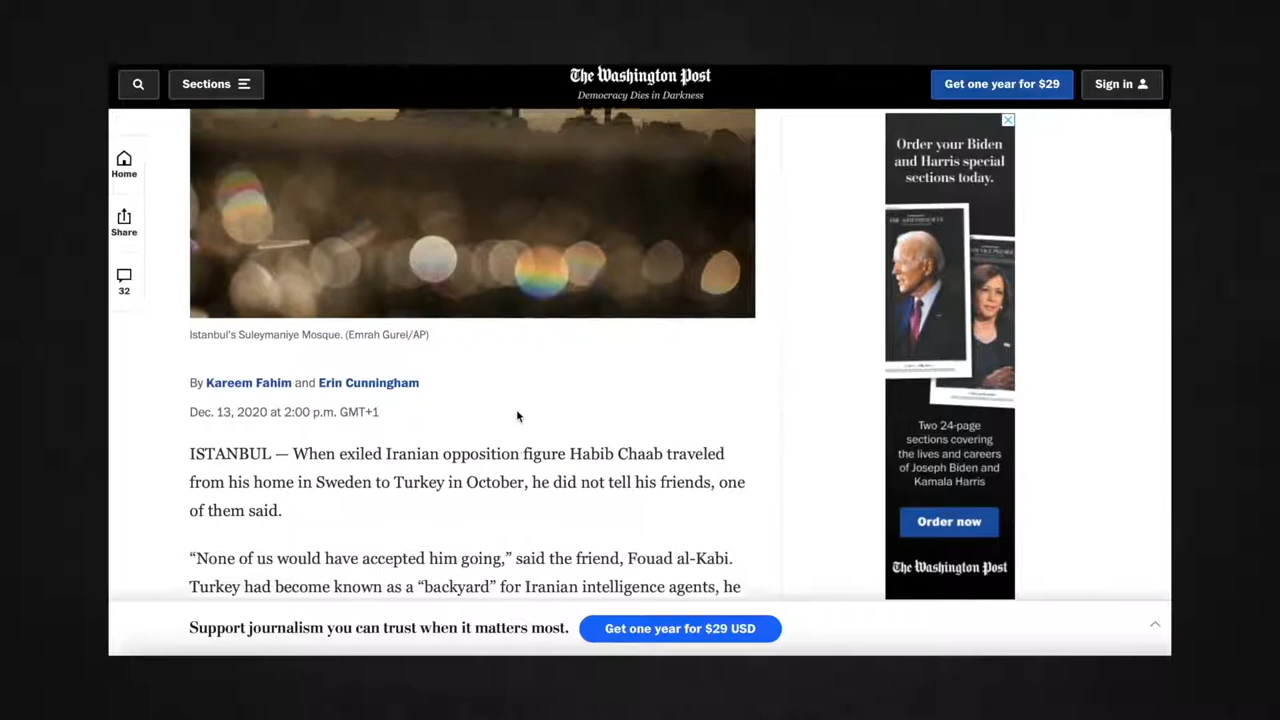 Sections
The Washington Post
Democracy Dies in Darkness
Get one year for $29
Sign in
Home
Share
32
Istanbul's Suleymaniye Mosque. (Emrah Gurel/AP)
By Kareem Fahim and Erin Cunningham
Dec. 13, 2020 at 2:00 p.m. GMT+1
ISTANBUL — When exiled Iranian opposition figure Habib Chaab traveled
from his home in Sweden to Turkey in October, he did not tell his friends, one
of them said.
“None of us would have accepted him going,” said the friend, Fouad al-Kabi.
Turkey had become known as a “backyard” for Iranian intelligence agents, he
Order your Biden
and Harris special
sections today.
Two 24-page
sections covering
the lives and careers
of Joseph Biden and
Kamala Harris
Order now
The Washington Post
Support journalism you can trust when it matters most.
Get one year for $29 USD